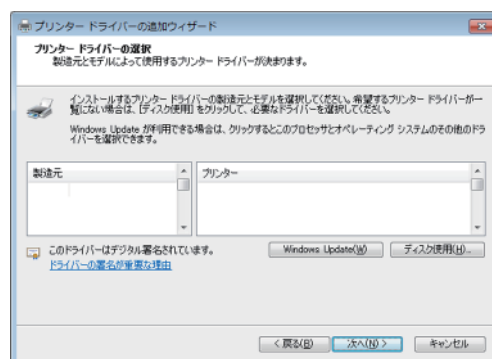 プリンター ドライバーの追加ウィザード
プリンター ドライバーの選択
製造元とモデルによって使用するプリンター ドライバーが決まります。
インストールするプリンター ドライバーの製造元とモデルを選択してください。希望するプリンター ドライバーが一
覧にない場合は、[ディスク使用] をクリックして、必要なドライバーを選択してください。
Windows Update が利用できる場合は、クリックするとこのプロセッサとオペレーティング システムのその他のドラ
イバーを選択できます。
製造元
プリンター
このドライバーはデジタル署名されています。
Windows Update(W)
ディスク使用(H)...
ドライバーの署名が重要な理由
< 戻る(B)
次へ(N) >
キャンセル